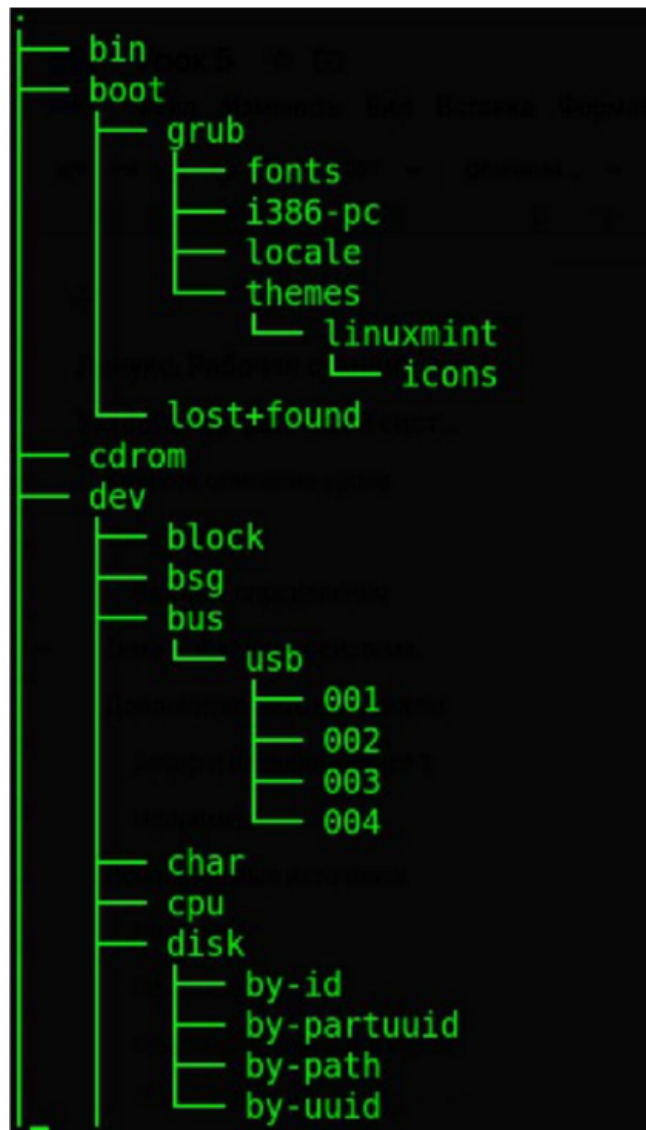 .
├── bin
├── boot
│   ├── grub
│   │   ├── fonts
│   │   ├── i386-pc
│   │   ├── locale
│   │   └── themes
│   │       └── linuxmint
│   │           └── icons
│   └── lost+found
├── cdrom
├── dev
│   ├── block
│   ├── bsg
│   ├── bus
│   │   └── usb
│   │       ├── 001
│   │       ├── 002
│   │       ├── 003
│   │       └── 004
│   ├── char
│   ├── cpu
│   ├── disk
│   │   ├── by-id
│   │   ├── by-partuuid
│   │   ├── by-path
│   │   └── by-uuid